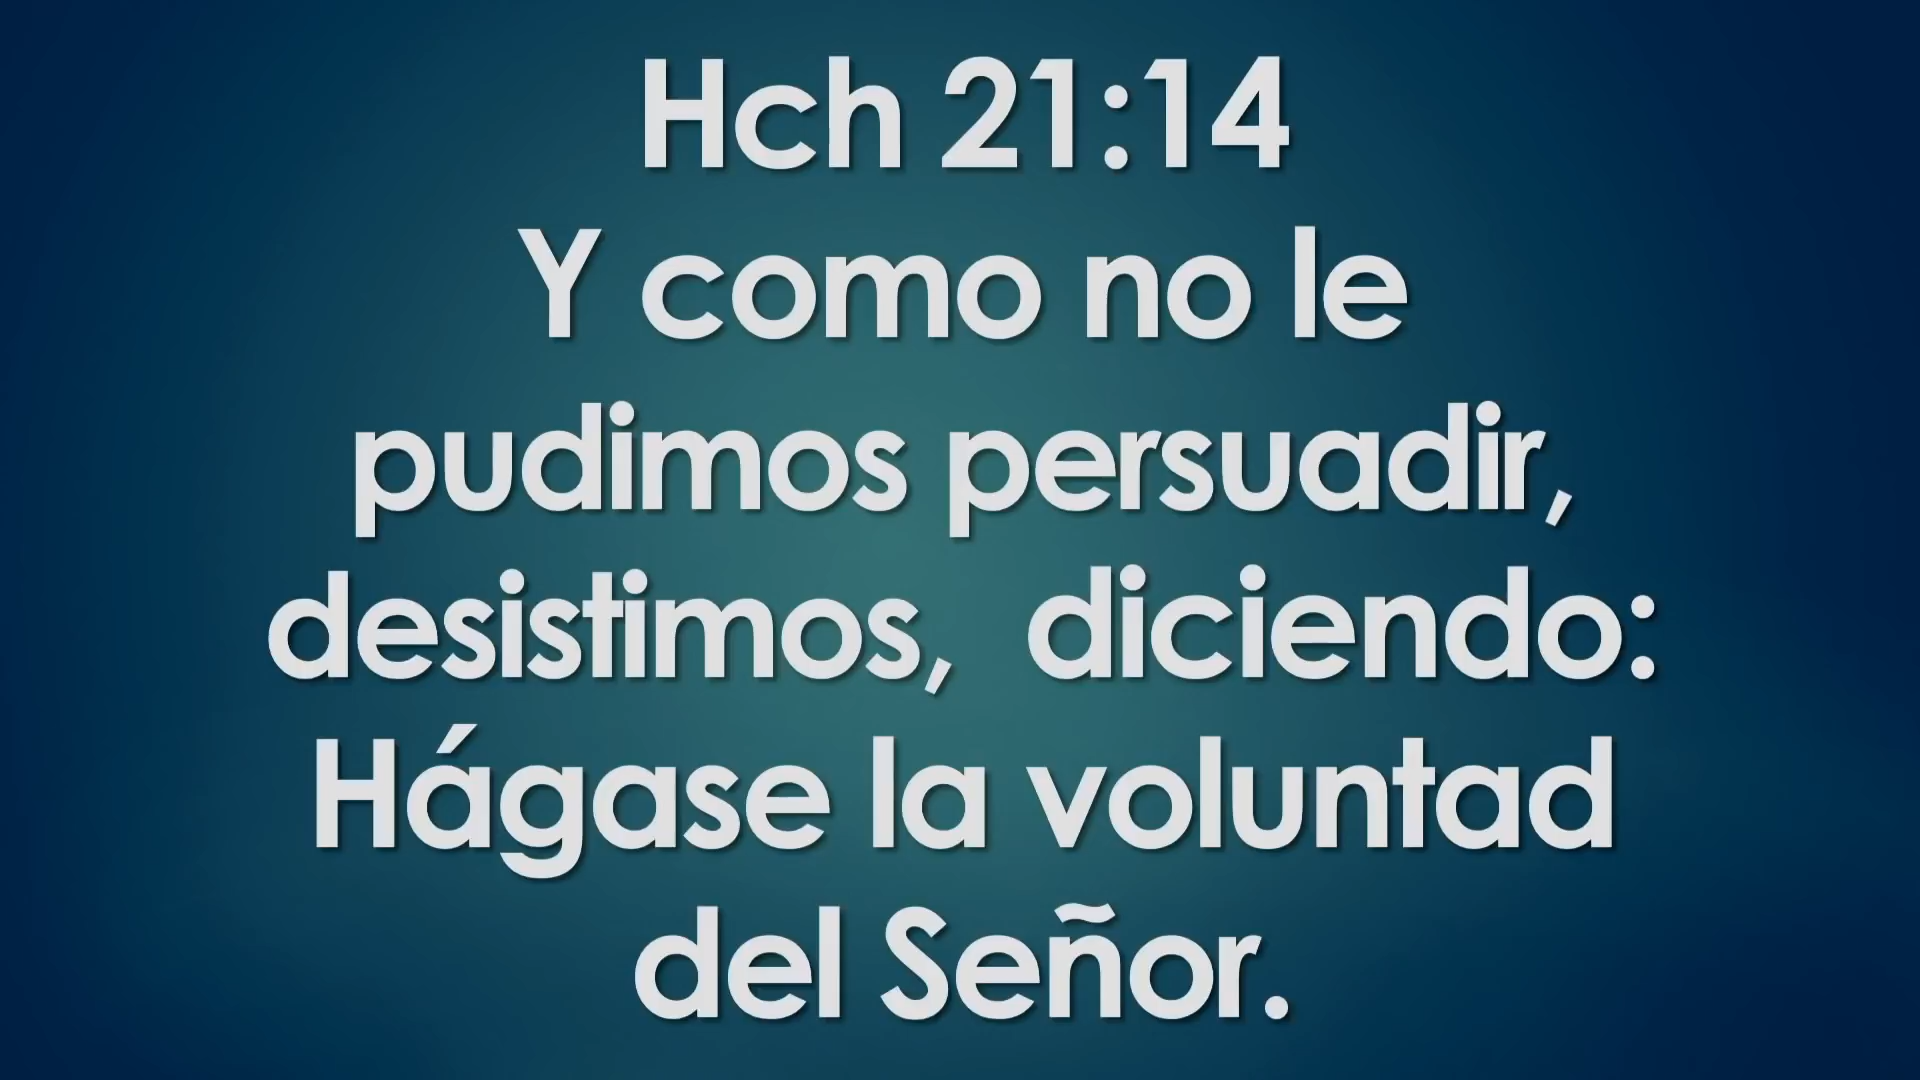 Hch 21:14
Y como no le
pudimos persuadir,
desistimos,  diciendo:
Hágase la voluntad
del Señor.